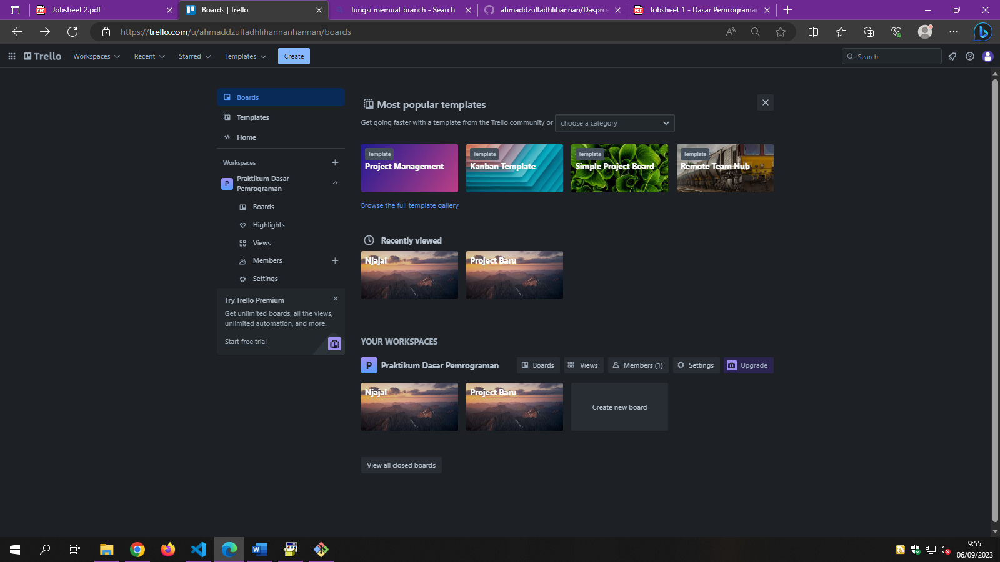 Jobsheet 2.pdf
Boards | Trello
fungsi memuat branch - Search
ahmaddzulfadhlihannan/Daspro-
Jobsheet 1 - Dasar Pemrograman
https://trello.com/u/ahmaddzulfadhlihannanhannan/boards
Trello
Workspaces
Recent
Starred
Templates
Create
Search
Boards
Templates
Home
Workspaces
P
Praktikum Dasar
Pemrograman
Boards
Highlights
Views
Members
Settings
Try Trello Premium
Get unlimited boards, all the views,
unlimited automation, and more.
Start free trial
Most popular templates
Get going faster with a template from the Trello community or
choose a category
Template
Project Management
Template
Kanban Template
Template
Simple Project Board
Template
Remote Team Hub
Browse the full template gallery
Recently viewed
Njajal
Project Baru
YOUR WORKSPACES
P
Praktikum Dasar Pemrograman
Boards
Views
Members (1)
Settings
Upgrade
Njajal
Project Baru
Create new board
View all closed boards
9:55
06/09/2023